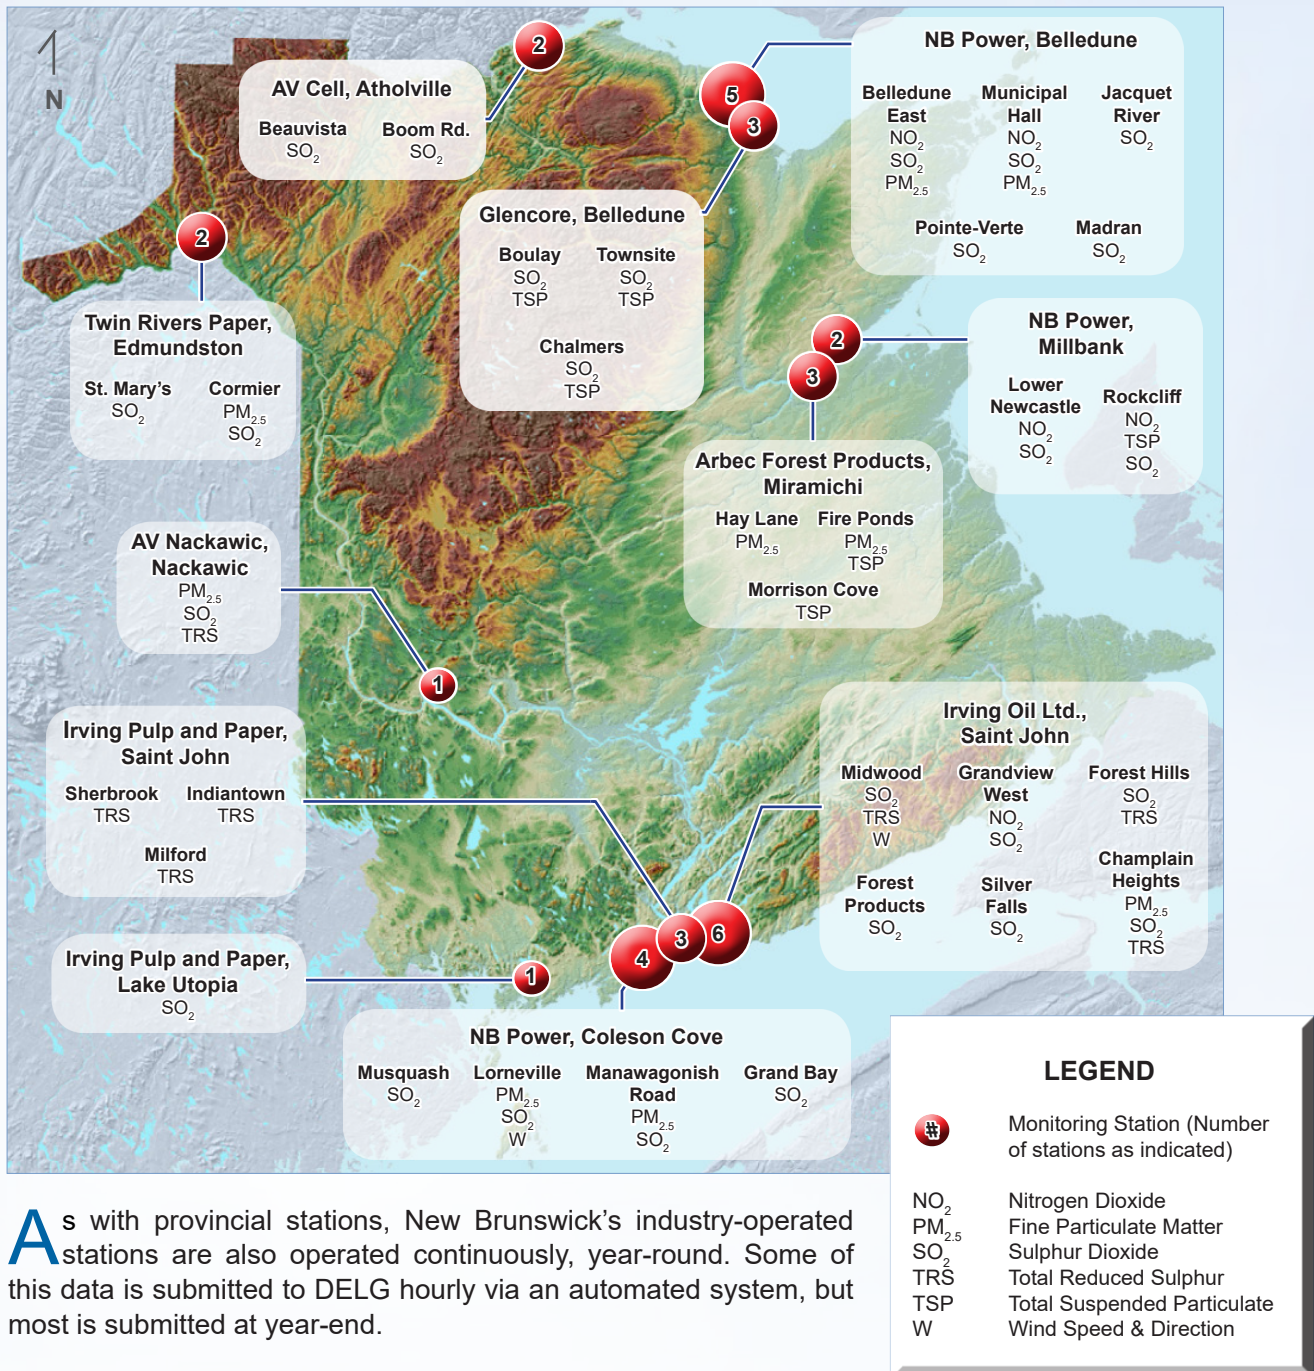 N
2
AV Cell, Atholville
Beauvista
SO2
Boom Rd.
SO2
5
3
NB Power, Belledune
Belledune
East
NO2
SO2
PM2.5
Municipal
Hall
NO2
SO2
PM2.5
Jacquet
River
SO2
Pointe-Verte
SO2
Madran
SO2
Glencore, Belledune
Boulay
SO2
TSP
Townsite
SO2
TSP
Chalmers
SO2
TSP
2
Twin Rivers Paper,
Edmundston
St. Mary’s
SO2
Cormier
PM2.5
SO2
2
3
NB Power,
Millbank
Lower
Newcastle
NO2
SO2
Rockcliff
NO2
TSP
SO2
Arbec Forest Products,
Miramichi
Hay Lane
PM2.5
Fire Ponds
PM2.5
TSP
Morrison Cove
TSP
AV Nackawic,
Nackawic
PM2.5
SO2
TRS
1
Irving Pulp and Paper,
Saint John
Sherbrook
TRS
Indiantown
TRS
Milford
TRS
Irving Oil Ltd.,
Saint John
Midwood
SO2
TRS
W
Grandview
West
NO2
SO2
Forest Hills
SO2
TRS
Forest
Products
SO2
Silver
Falls
SO2
Champlain
Heights
PM2.5
SO2
TRS
4
3
6
Irving Pulp and Paper,
Lake Utopia
SO2
1
NB Power, Coleson Cove
Musquash
SO2
Lorneville
PM2.5
SO2
W
Manawagonish
Road
PM2.5
SO2
Grand Bay
SO2
LEGEND
# Monitoring Station (Number
of stations as indicated)
NO2 Nitrogen Dioxide
PM2.5 Fine Particulate Matter
SO2 Sulphur Dioxide
TRS Total Reduced Sulphur
TSP Total Suspended Particulate
W Wind Speed & Direction
As with provincial stations, New Brunswick’s industry-operated
stations are also operated continuously, year-round. Some of
this data is submitted to DELG hourly via an automated system, but
most is submitted at year-end.